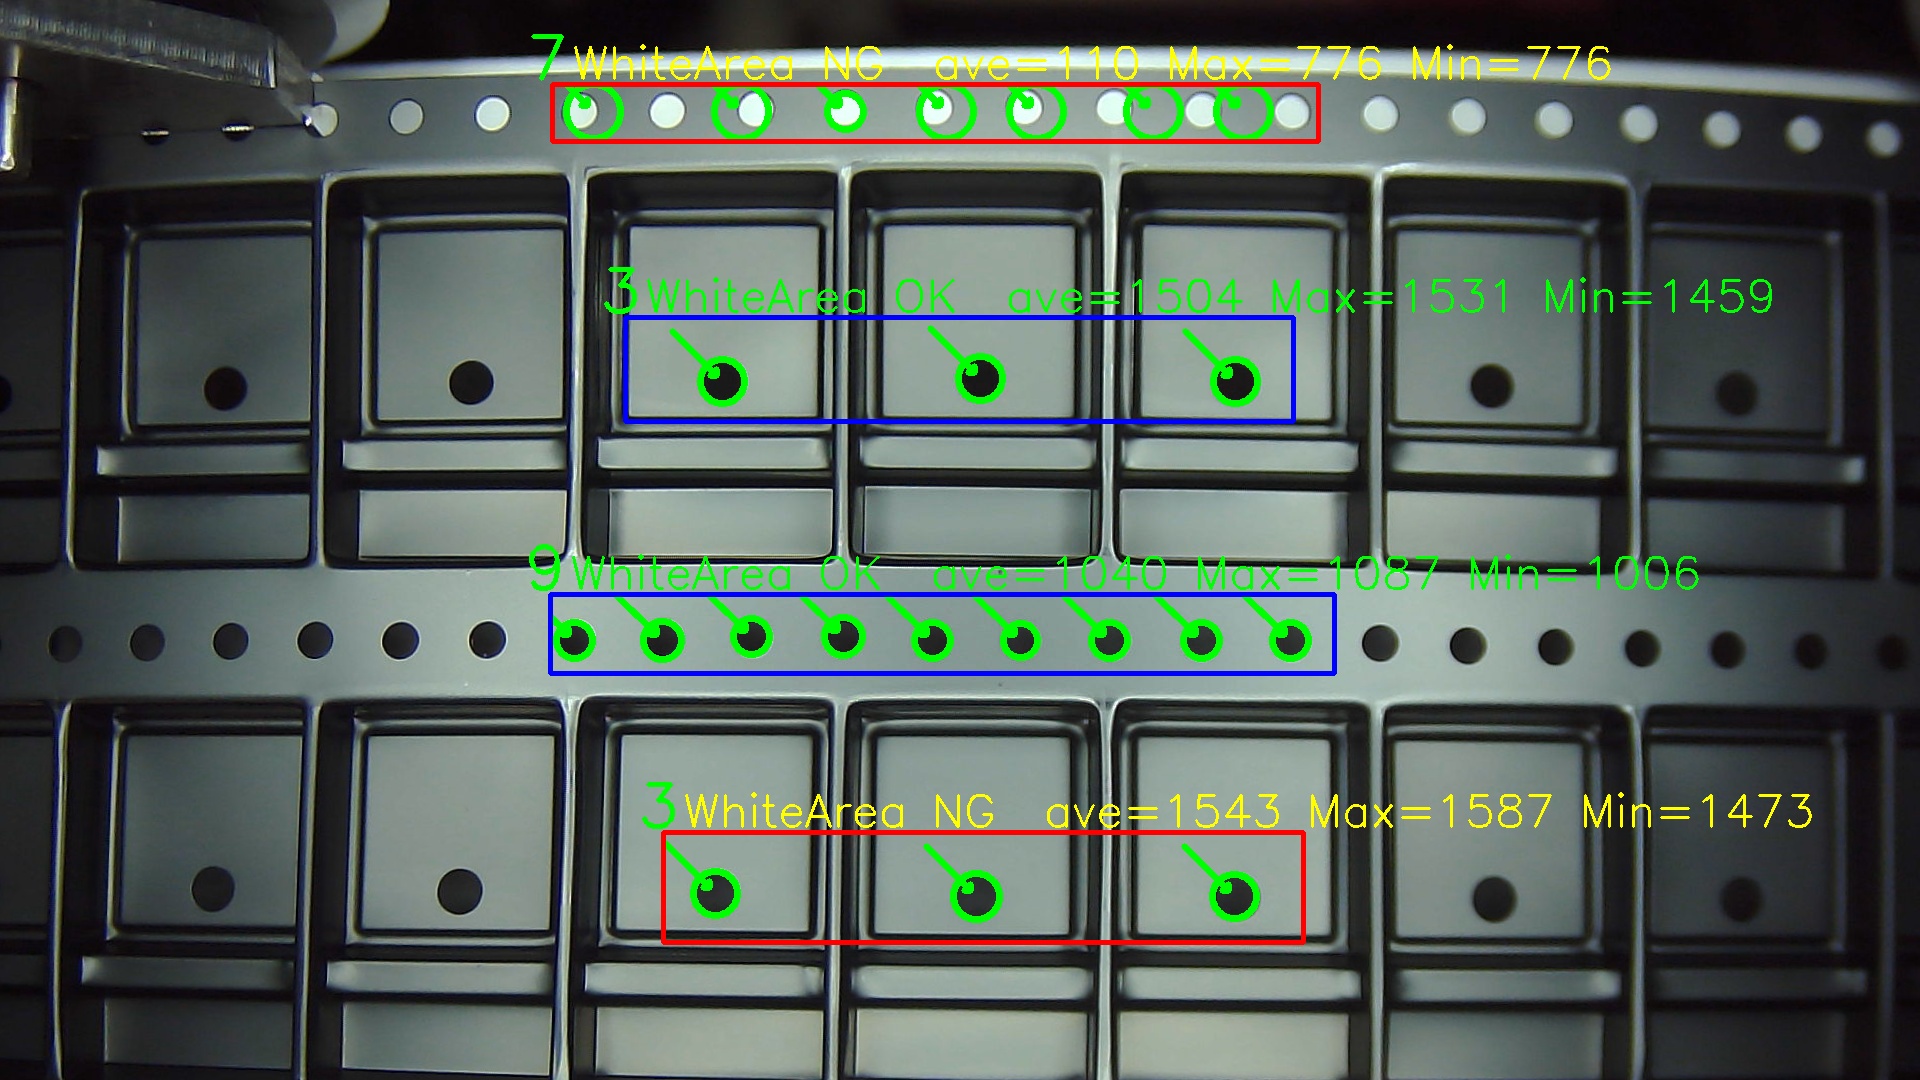 7 WhiteArea NG ave=110 Max=776 Min=776
3 WhiteArea OK ave=1504 Max=1531 Min=1459
9 WhiteArea OK ave=1040 Max=1087 Min=1006
3 WhiteArea NG ave=1543 Max=1587 Min=1473